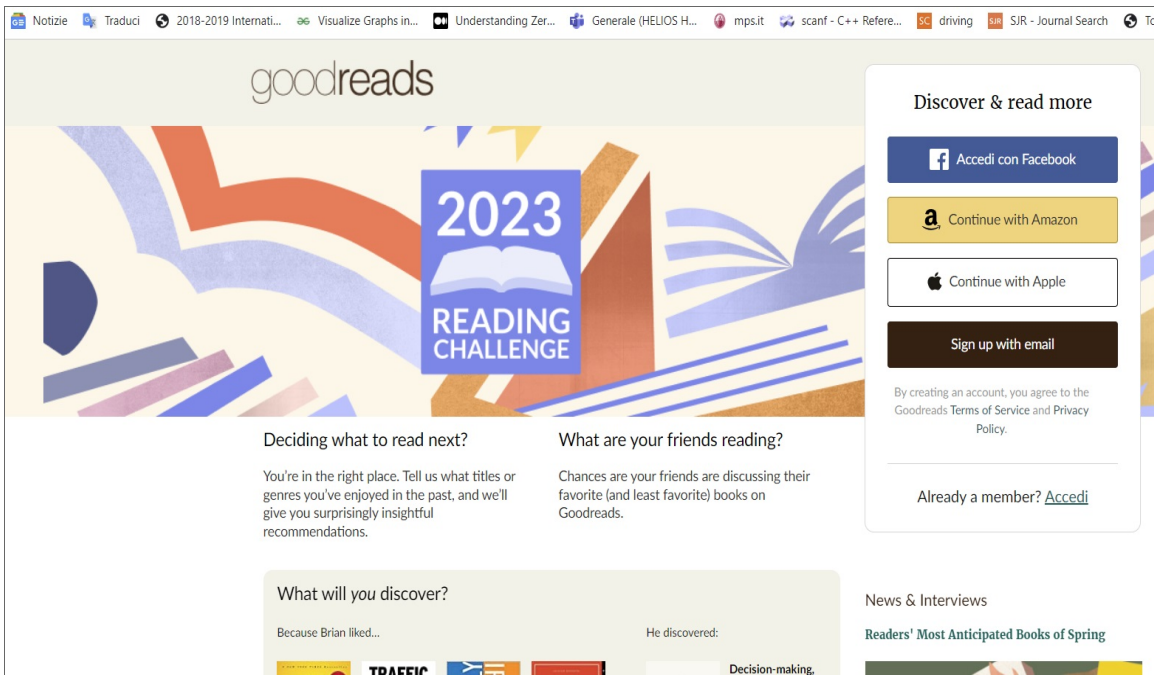 Notizie Traduci 2018-2019 Internati... Visualize Graphs in... Understanding Zer... Generale (HELIOS H... mps.it scanf - C++ Refere... SC driving SJR SJR - Journal Search
goodreads
2023
READING
CHALLENGE
Discover & read more
Accedi con Facebook
Continue with Amazon
Continue with Apple
Sign up with email
By creating an account, you agree to the
Goodreads Terms of Service and Privacy
Policy.
Already a member? Accedi
Deciding what to read next?
You're in the right place. Tell us what titles or
genres you've enjoyed in the past, and we'll
give you surprisingly insightful
recommendations.
What are your friends reading?
Chances are your friends are discussing their
favorite (and least favorite) books on
Goodreads.
What will you discover?
Because Brian liked...
He discovered:
TRAFFIC
Decision-making,
News & Interviews
Readers' Most Anticipated Books of Spring